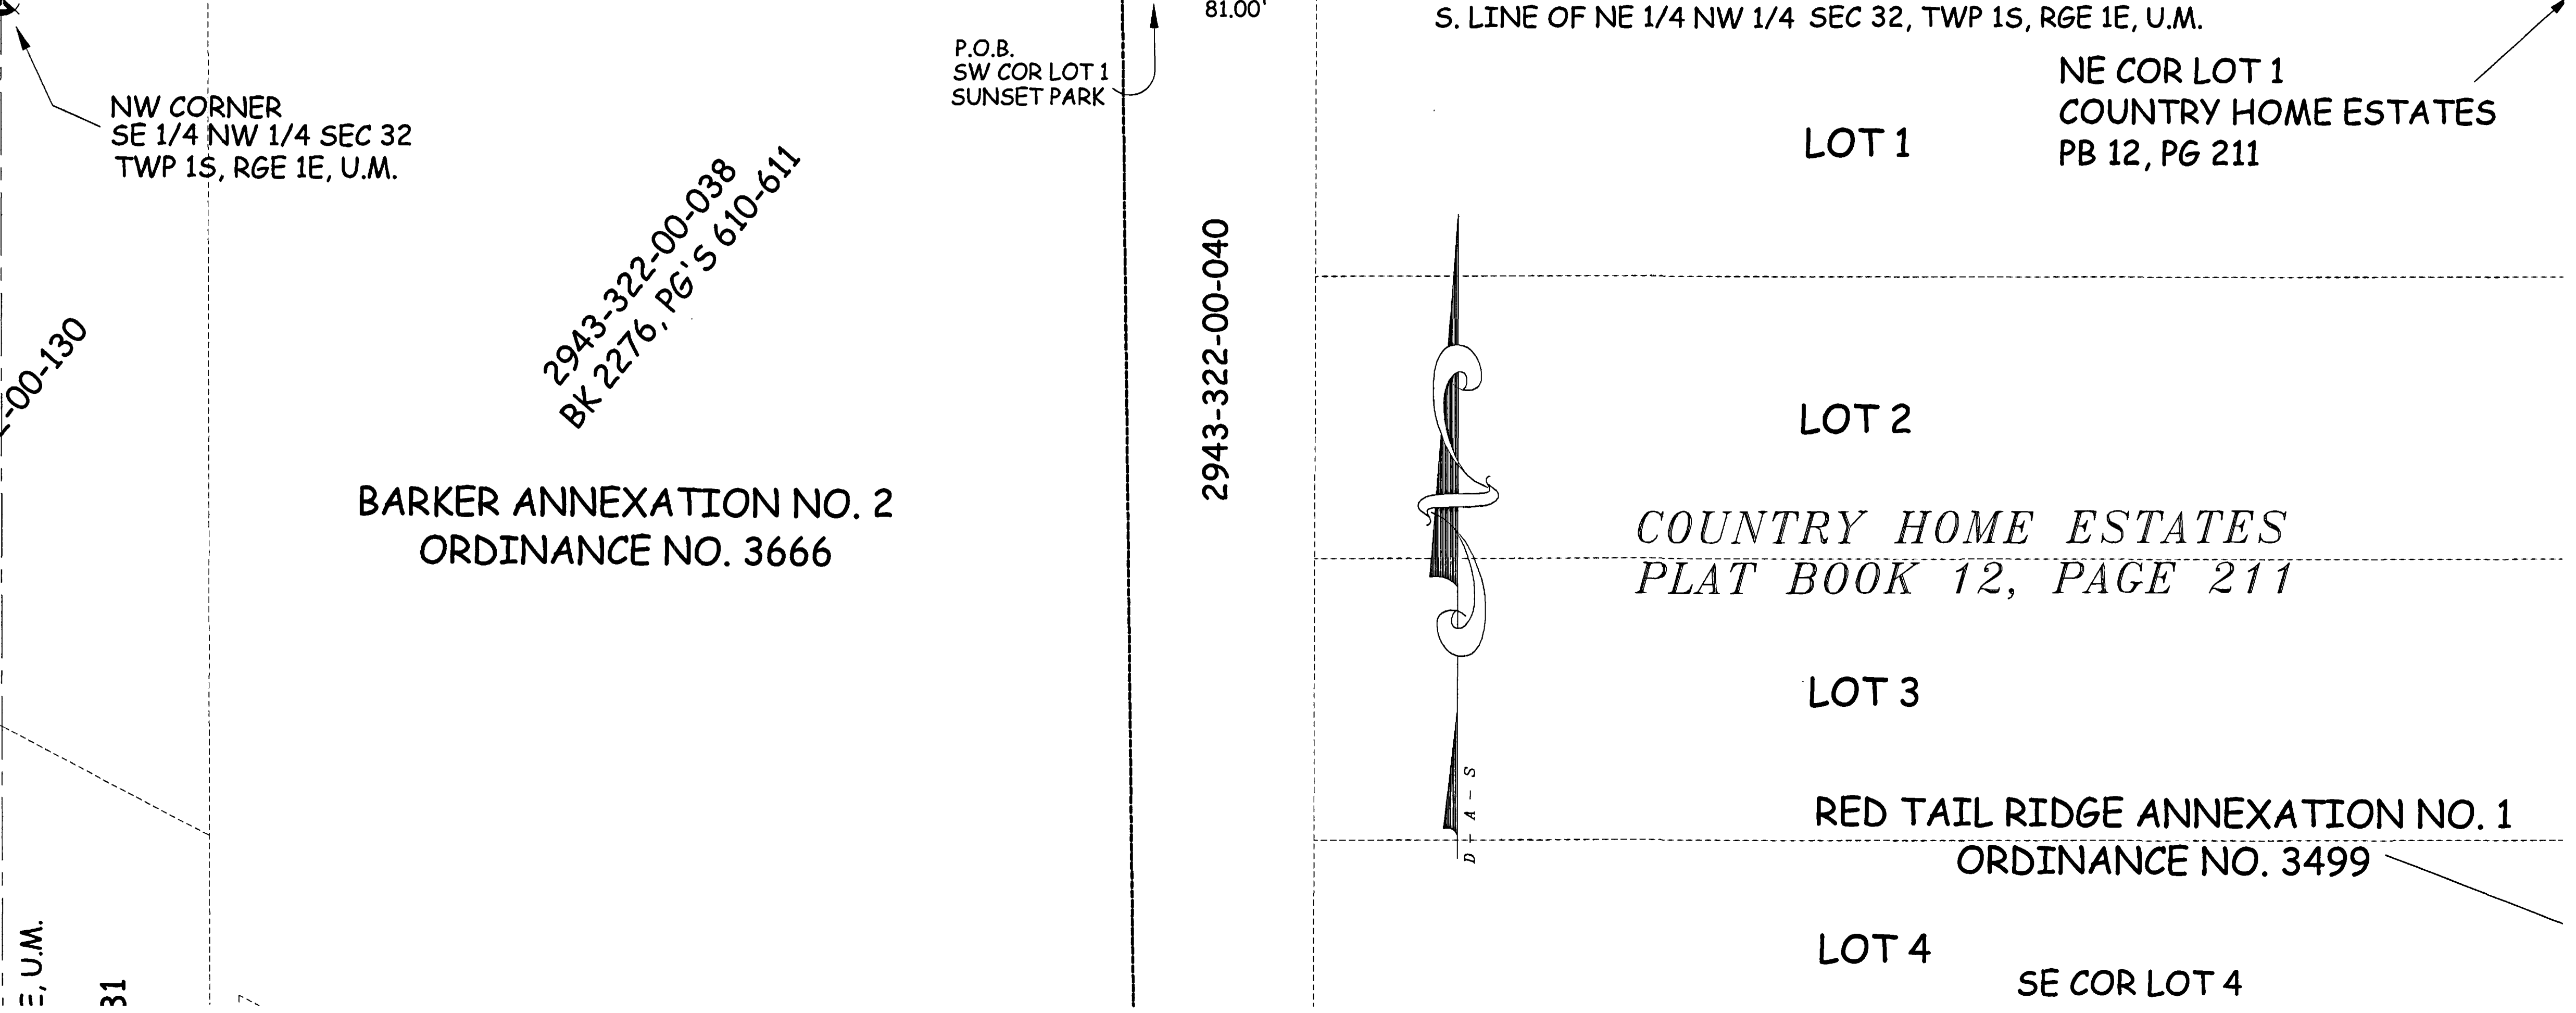 81.00'
S. LINE OF NE 1/4 NW 1/4 SEC 32, TWP 1S, RGE 1E, U.M.
P.O.B.
SW COR LOT 1
SUNSET PARK
NE COR LOT 1
COUNTRY HOME ESTATES
PB 12, PG 211
NW CORNER
SE 1/4 NW 1/4 SEC 32
TWP 1S, RGE 1E, U.M.
LOT 1
2943-322-00-038
BK 2276, PG'S 610-611
2943-322-00-040
-00-130
LOT 2
BARKER ANNEXATION NO. 2
ORDINANCE NO. 3666
COUNTRY HOME ESTATES
PLAT BOOK 12, PAGE 211
LOT 3
D-A-S
RED TAIL RIDGE ANNEXATION NO. 1
ORDINANCE NO. 3499
LOT 4
SE COR LOT 4
E, U.M.
31